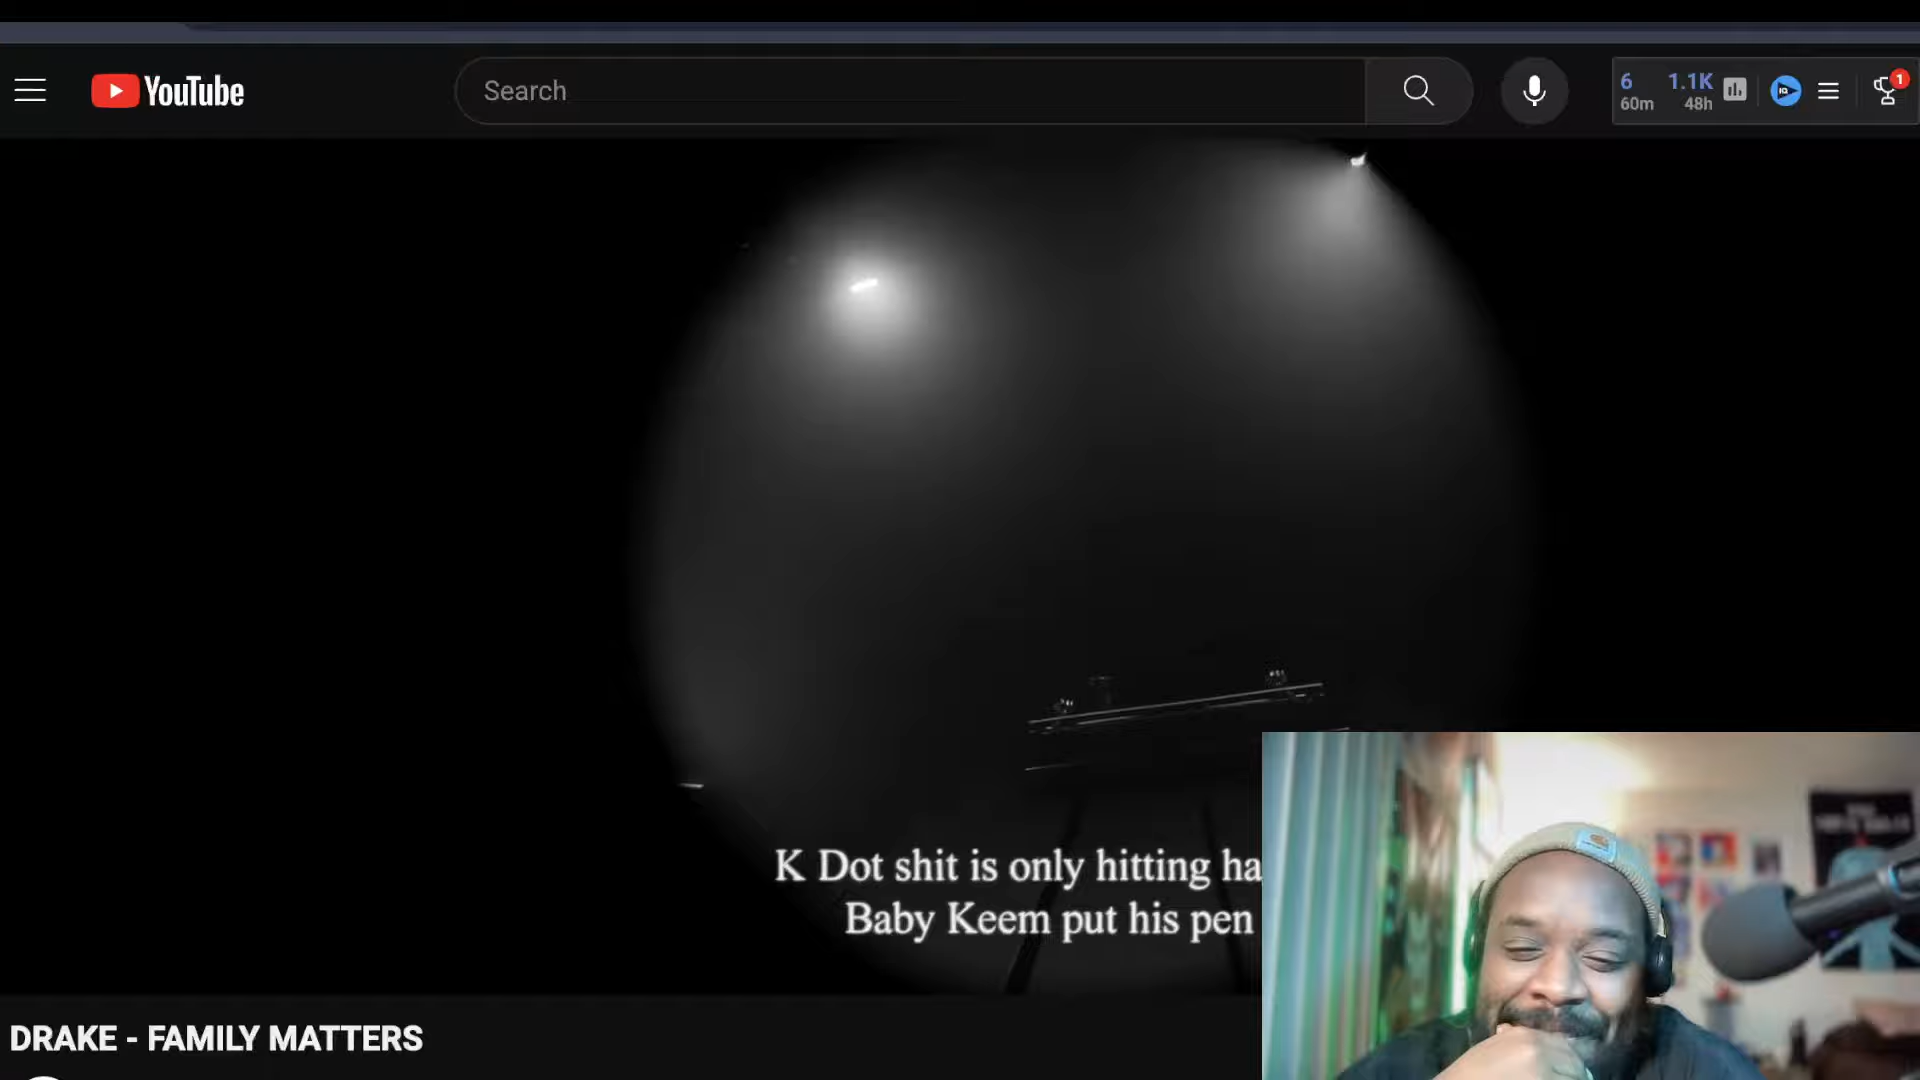 YouTube
Search
6 1.1K
60m 48h
IQ
1
K Dot shit is only hitting ha
Baby Keem put his pen
DRAKE - FAMILY MATTERS